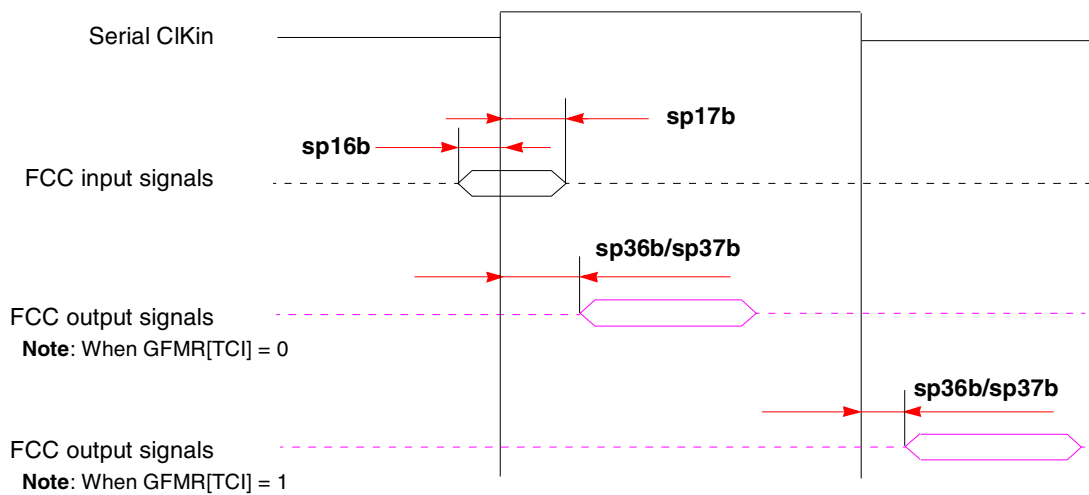 Serial ClKin
sp17b
sp16b
FCC input signals
sp36b/sp37b
FCC output signals
Note: When GFMR[TCI] = 0
sp36b/sp37b
FCC output signals
Note: When GFMR[TCI] = 1